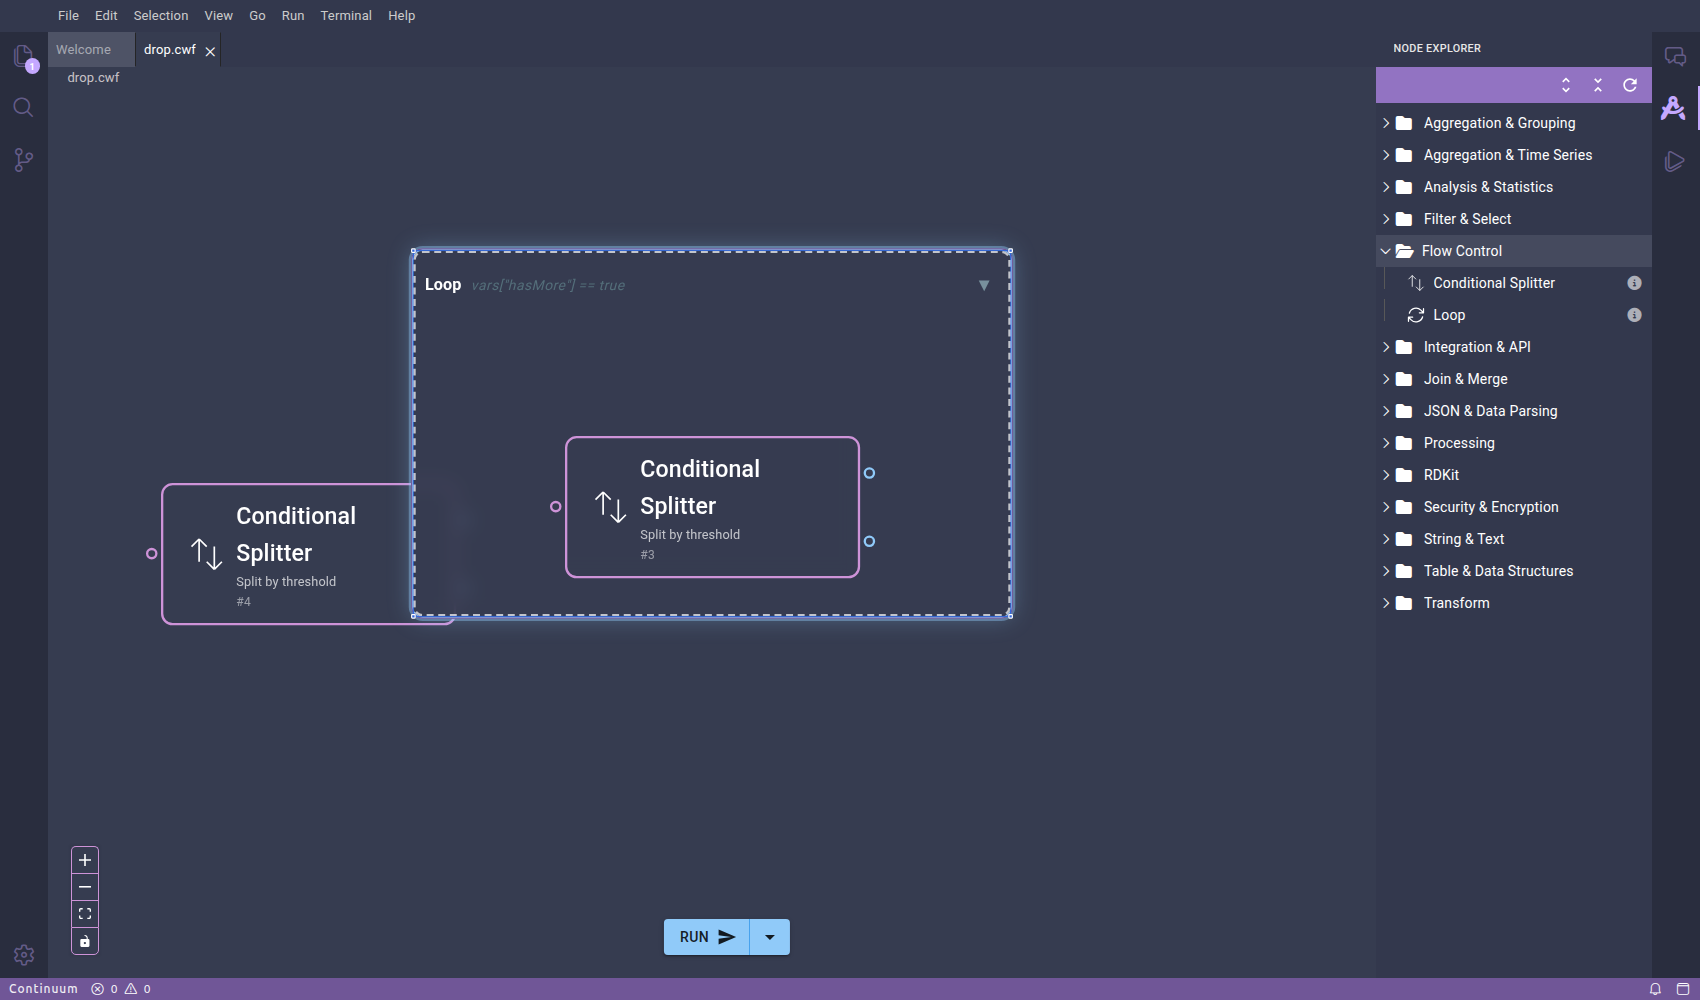 File Edit Selection View Go Run Terminal Help
Welcome
drop.cwf
drop.cwf
1
NODE EXPLORER
Aggregation & Grouping
Aggregation & Time Series
Analysis & Statistics
Filter & Select
Flow Control
Conditional Splitter
Loop
Integration & API
Join & Merge
JSON & Data Parsing
Processing
RDKit
Security & Encryption
String & Text
Table & Data Structures
Transform
Loop vars["hasMore"] == true
Conditional
Splitter
Split by threshold
#3
Conditional
Splitter
Split by threshold
#4
RUN
Continuum 0 0